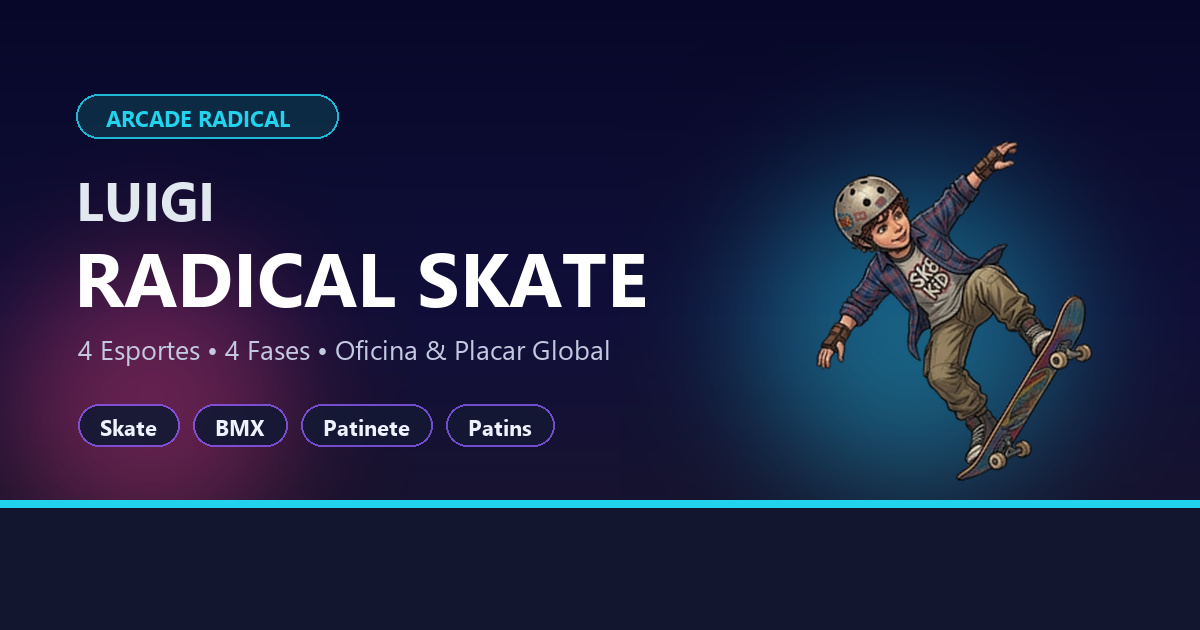 ARCADE RADICAL
LUIGI
RADICAL SKATE
4 Esportes • 4 Fases • Oficina & Placar Global
Skate BMX Patinete Patins
SK8
KID